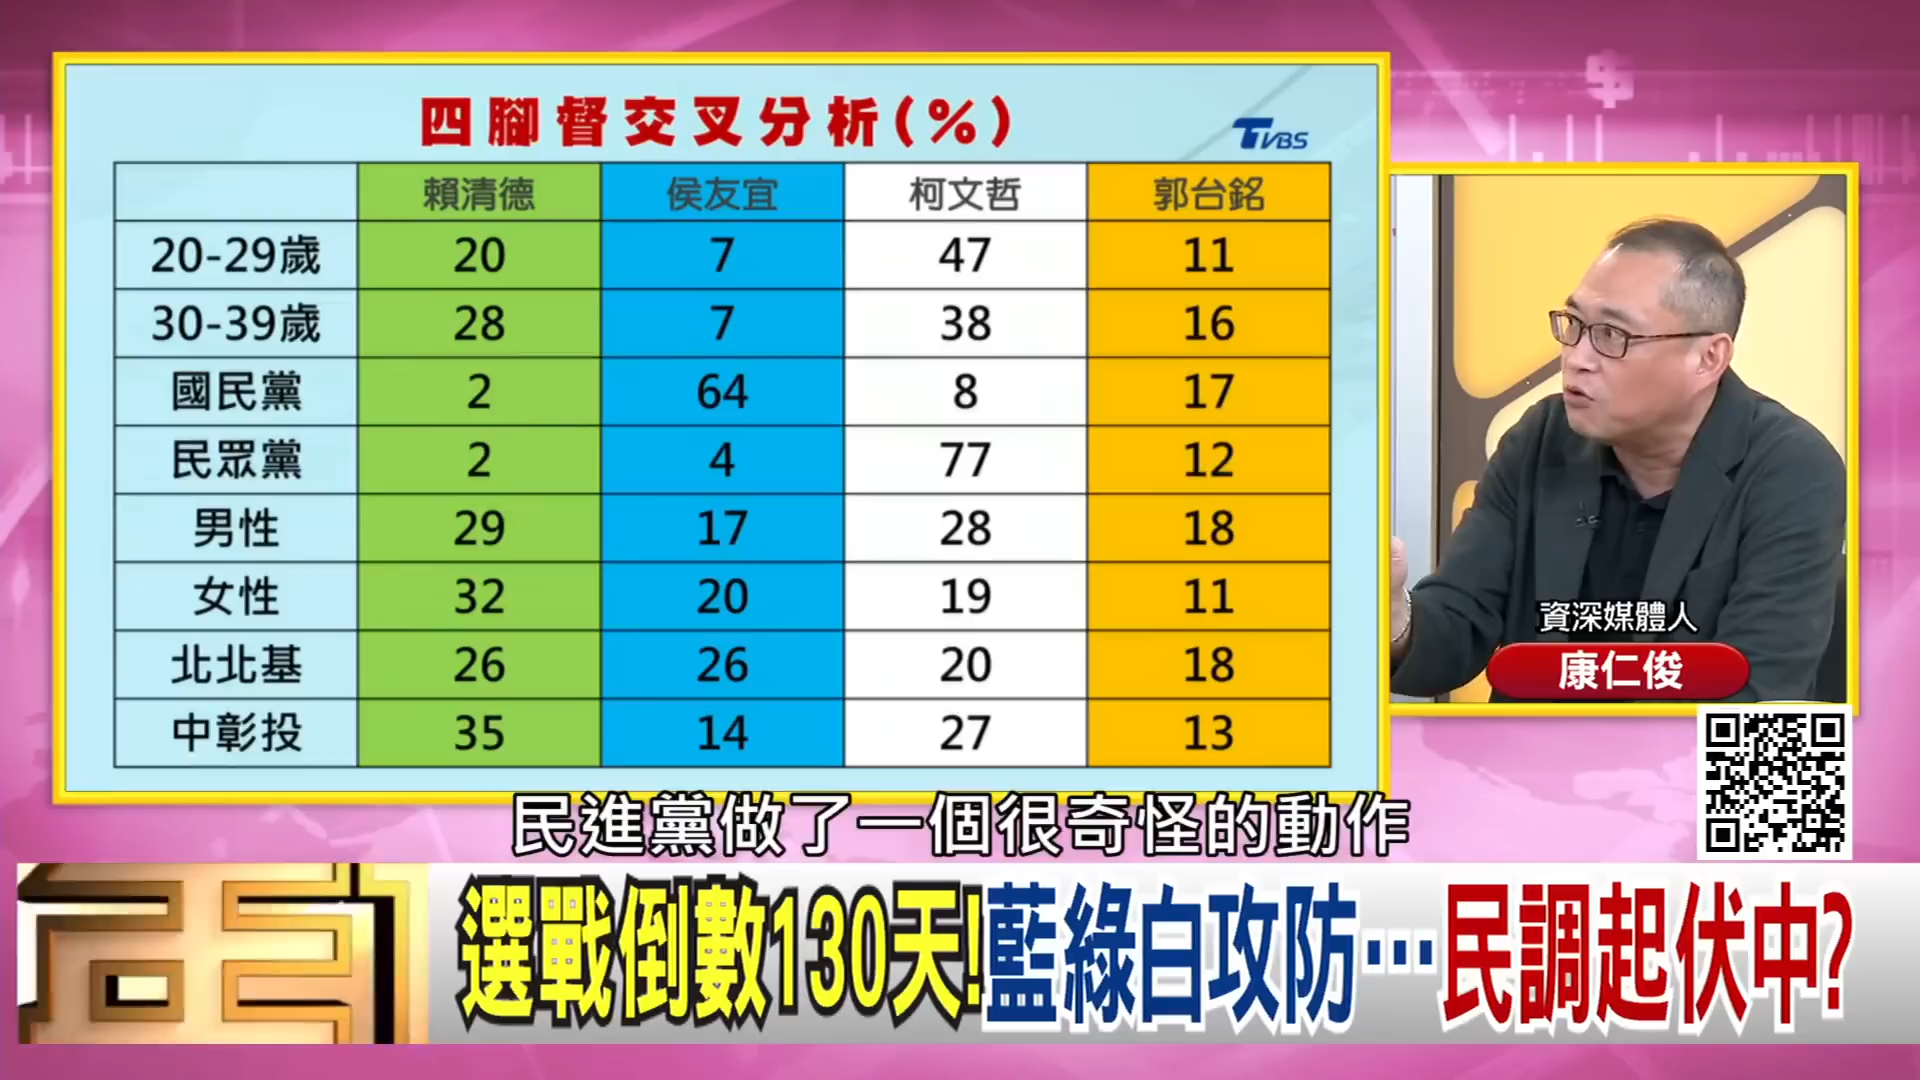 四腳督交叉分析(%)
TVBS
賴清德 侯友宜 柯文哲 郭台銘
20-29歲 20 7 47 11
30-39歲 28 7 38 16
國民黨 2 64 8 17
民眾黨 2 4 77 12
男性 29 17 28 18
女性 32 20 19 11
北北基 26 26 20 18
中彰投 35 14 27 13
資深媒體人
康仁俊
民進黨做了一個很奇怪的動作
選戰倒數130天!藍綠白攻防…民調起伏中?